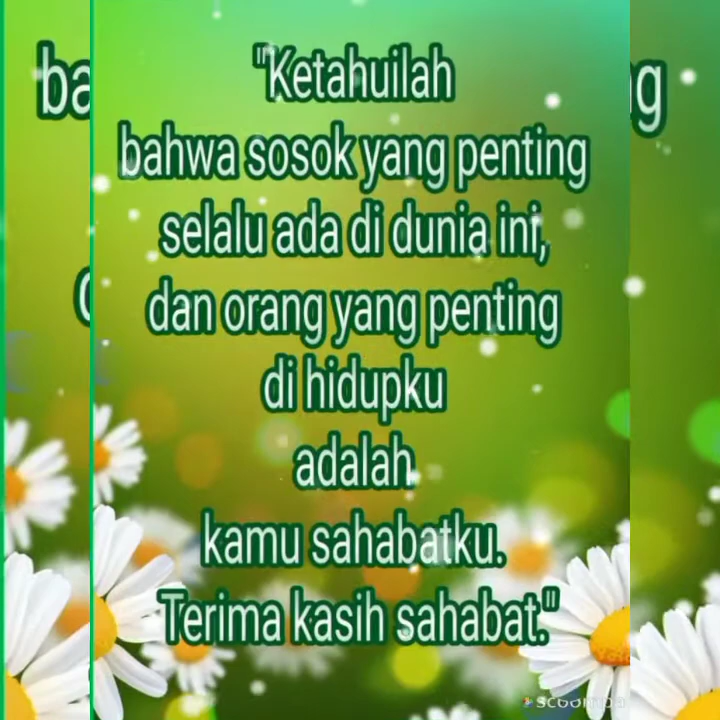 "Ketahuilah
bahwa sosok yang penting
selalu ada di dunia ini,
dan orang yang penting
di hidupku
adalah
kamu sahabatku.
Terima kasih sahabat."
scoompa